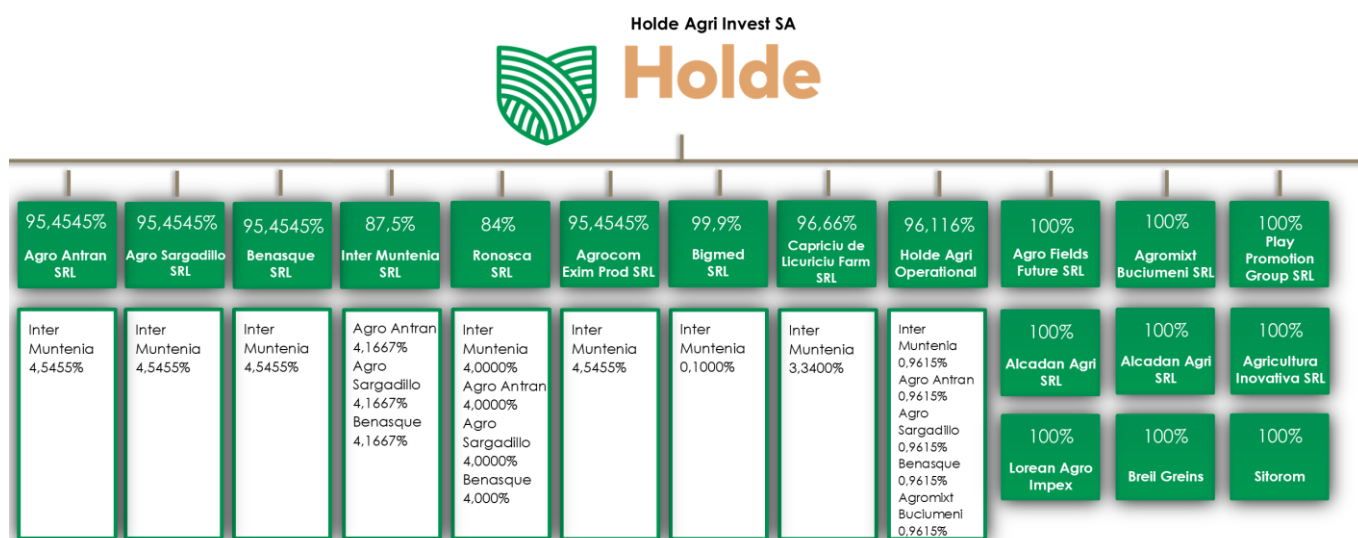 Holde Agri Invest SA
Holde
95,4545%
Agro Antran
SRL
95,4545%
Agro Sargadillo
SRL
95,4545%
Benasque
SRL
87,5%
Inter Muntenia
SRL
84%
Ronosca
SRL
95,4545%
Agrocom
Exim Prod SRL
99,9%
Bigmed
SRL
96,66%
Capriciu de
Licuriciu Farm
SRL
96,116%
Holde Agri
Operational
100%
Agro Fields
Future SRL
100%
Agromixt
Buciumeni SRL
100%
Play
Promotion
Group SRL
Inter
Muntenia
4,5455%
Inter
Muntenia
4,5455%
Inter
Muntenia
4,5455%
Agro Antran
4,1667%
Agro
Sargadillo
4,1667%
Benasque
4,1667%
Inter
Muntenia
4,0000%
Agro Antran
4,0000%
Agro
Sargadillo
4,0000%
Benasque
4,000%
Inter
Muntenia
4,5455%
Inter
Muntenia
0,1000%
Inter
Muntenia
3,3400%
Inter
Muntenia
0,9615%
Agro Antran
0,9615%
Agro
Sargadillo
0,9615%
Benasque
0,9615%
Agromixt
Buciumeni
0,9615%
100%
Alcadan Agri
SRL
100%
Alcadan Agri
SRL
100%
Agricultura
Inovativa SRL
100%
Lorean Agro
Impex
100%
Breil Greins
100%
Sitorom